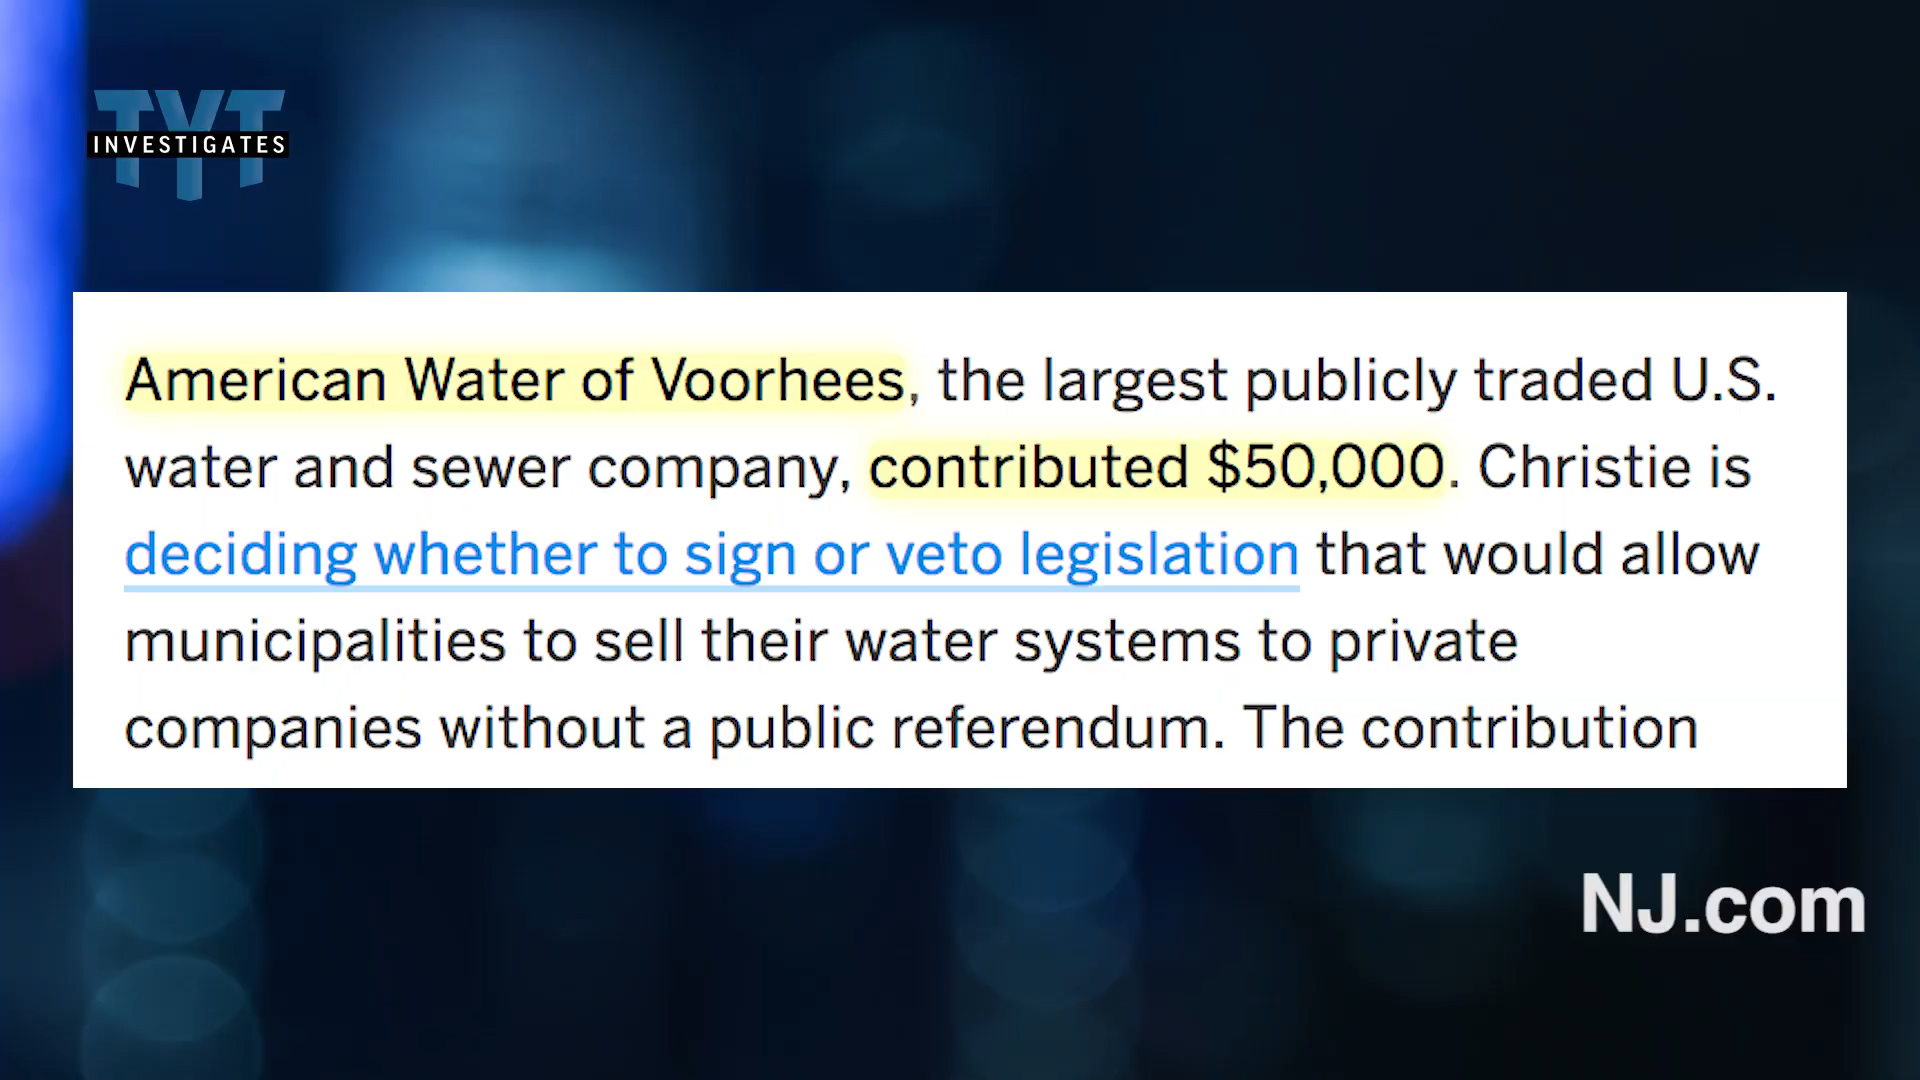 TYT
INVESTIGATES
American Water of Voorhees, the largest publicly traded U.S.
water and sewer company, contributed $50,000. Christie is
deciding whether to sign or veto legislation that would allow
municipalities to sell their water systems to private
companies without a public referendum. The contribution
NJ.com